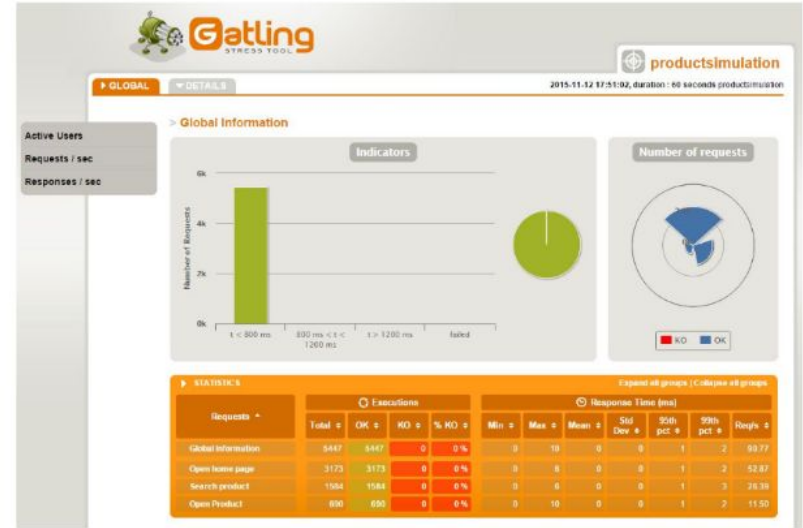 Gatling
STRESS TOOL
productsimulation
GLOBAL
DETAILS
2015-11-12 17:51:02, duration : 60 seconds productsimulation
> Global Information
Active Users
Requests / sec
Responses / sec
Indicators
Number of Requests
6k
4k
2k
0k
t < 800 ms
800 ms < t <
1200 ms
t > 1200 ms
failed
Number of requests
KO OK
STATISTICS Expand all groups | Collapse all groups
Requests
Executions
Response Time (ms)
Total OK KO % KO Min Max Mean Std Dev 95th pct 99th pct Req/s
Global Information 5447 5447 0 0 % 0 10 0 0 1 2 90.77
Open home page 3173 3173 0 0 % 0 8 0 0 1 2 52.87
Search product 1584 1584 0 0 % 0 6 0 0 1 3 26.39
Open Product 690 690 0 0 % 0 10 0 0 1 2 11.50